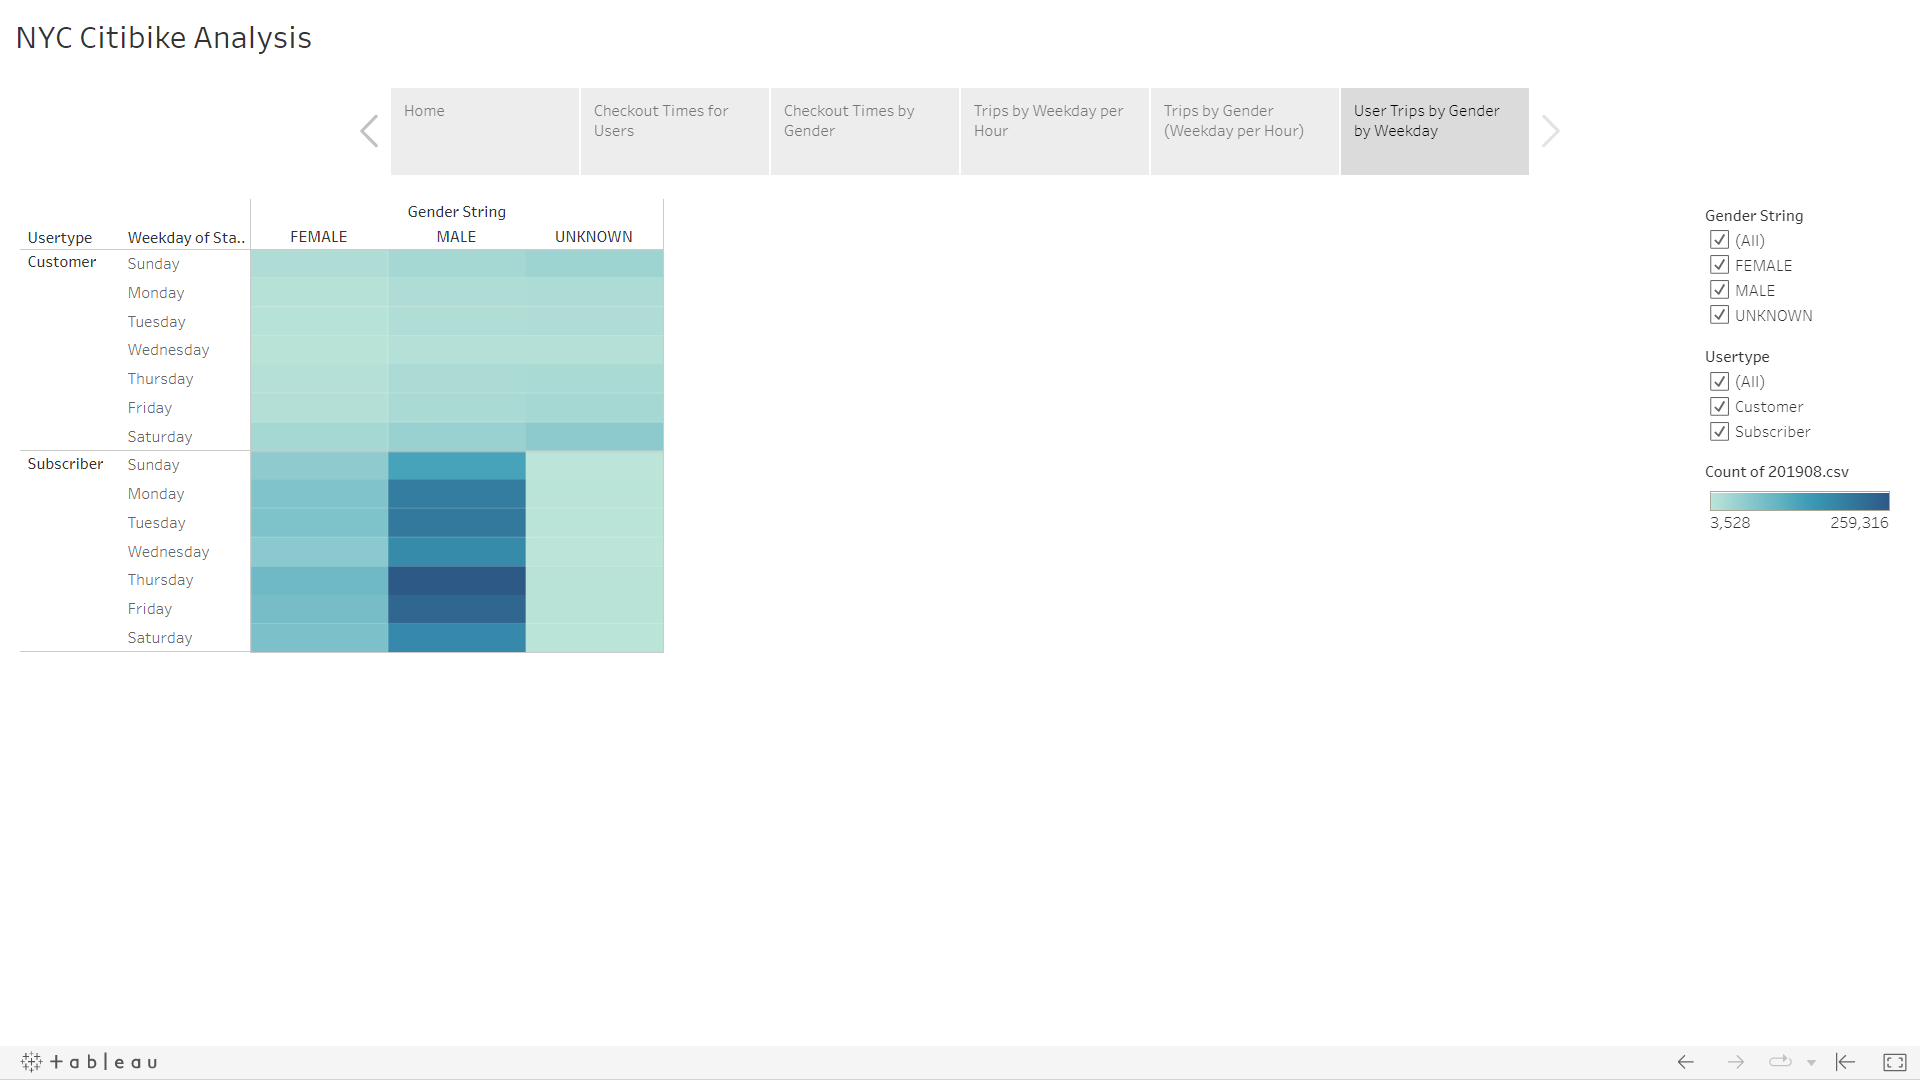 NYC Citibike Analysis
Home
Checkout Times for
Users
Checkout Times by
Gender
Trips by Weekday per
Hour
Trips by Gender
(Weekday per Hour)
User Trips by Gender
by Weekday
Gender String
Usertype Weekday of Sta.. FEMALE MALE UNKNOWN
Customer Sunday
Monday
Tuesday
Wednesday
Thursday
Friday
Saturday
Subscriber Sunday
Monday
Tuesday
Wednesday
Thursday
Friday
Saturday
Gender String
(All)
FEMALE
MALE
UNKNOWN
Usertype
(All)
Customer
Subscriber
Count of 201908.csv
3,528 259,316
tableau